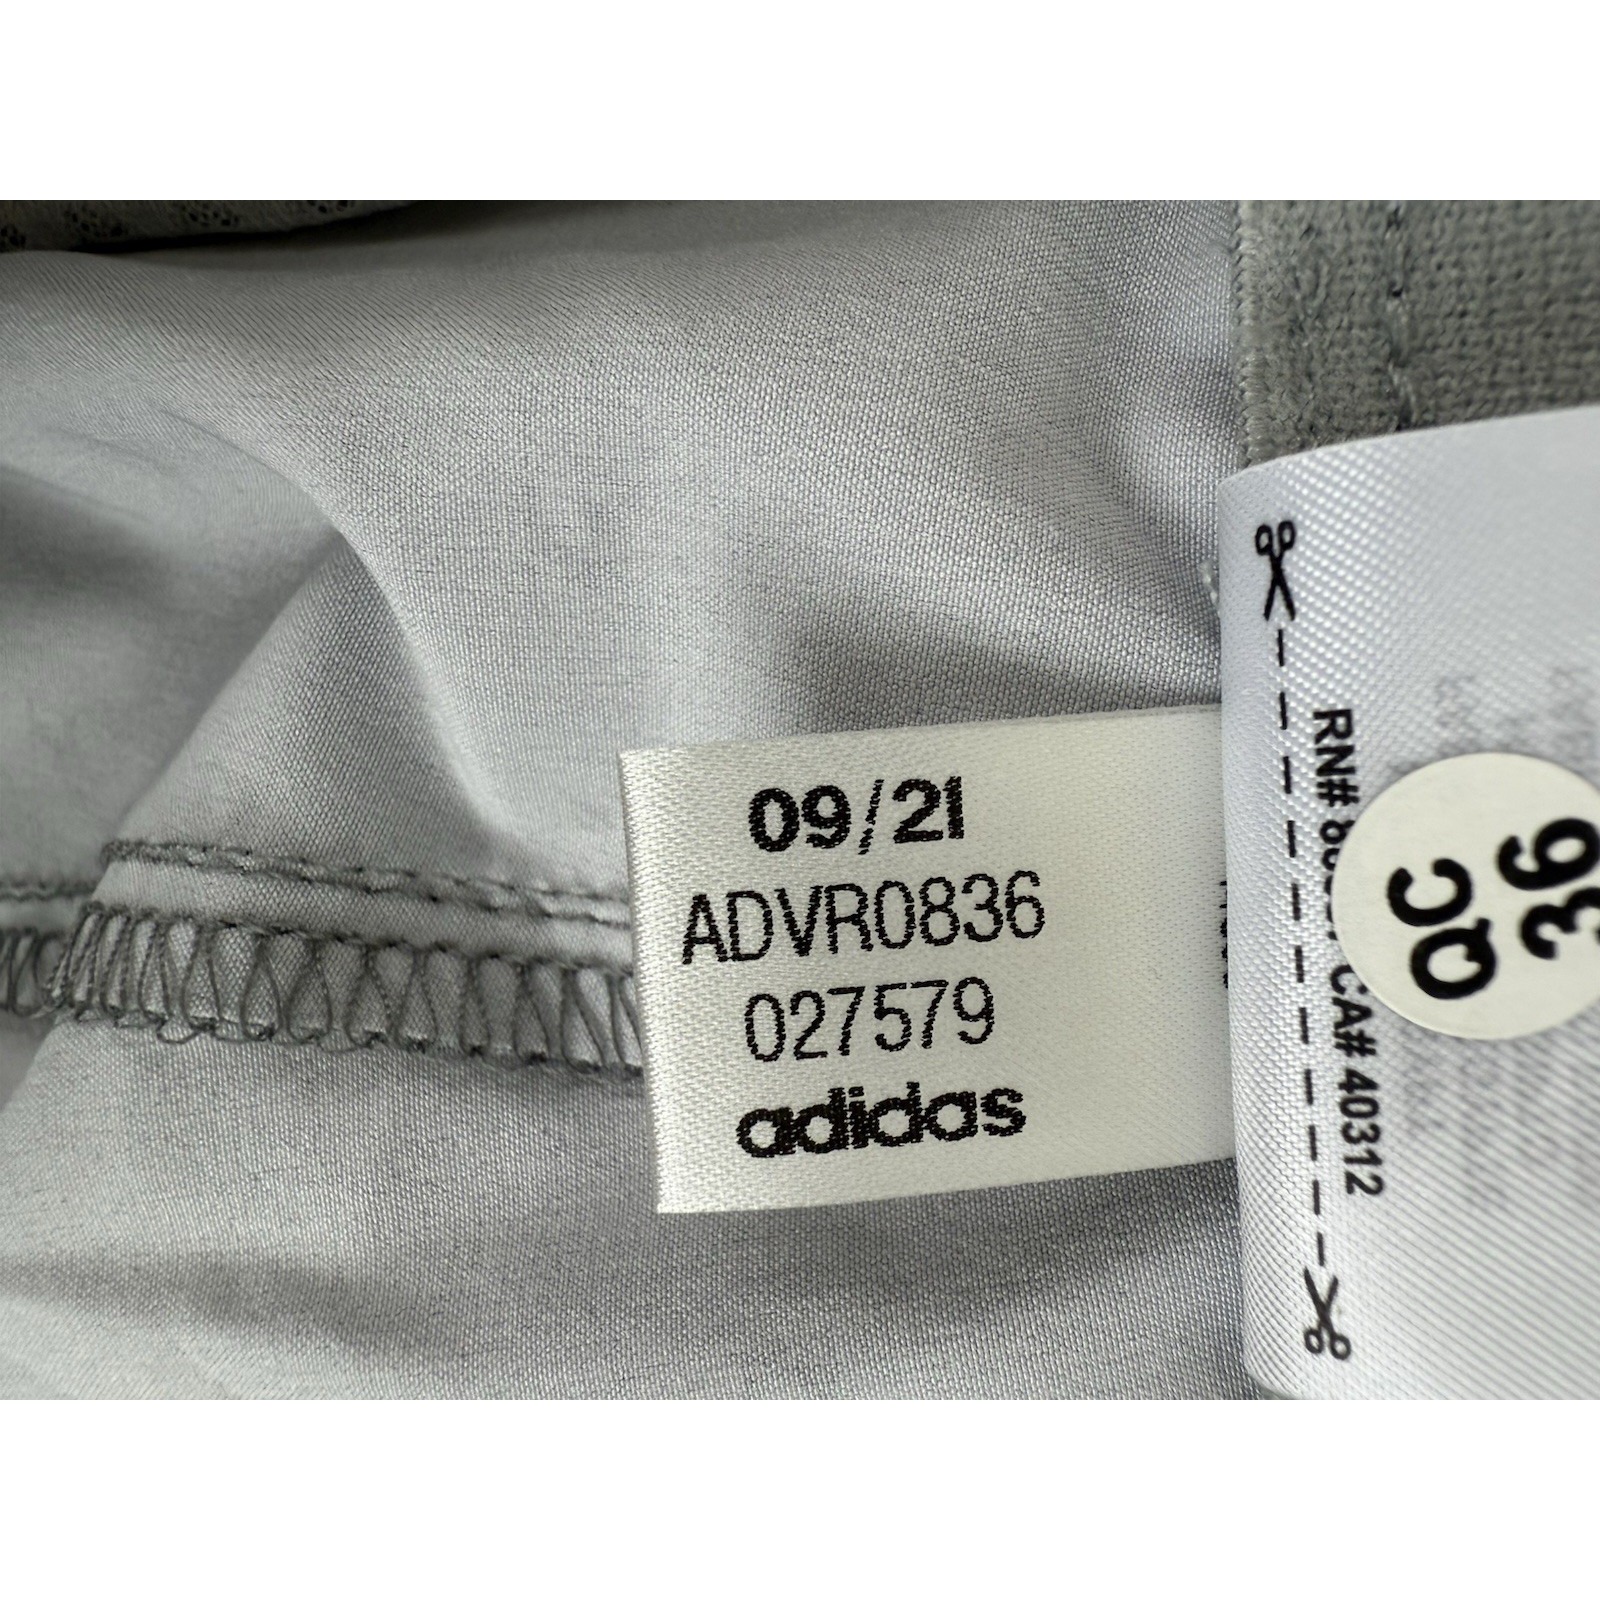 09/21
ADVR0836
027579
adidas
RN#
CA# 40312
QC
36